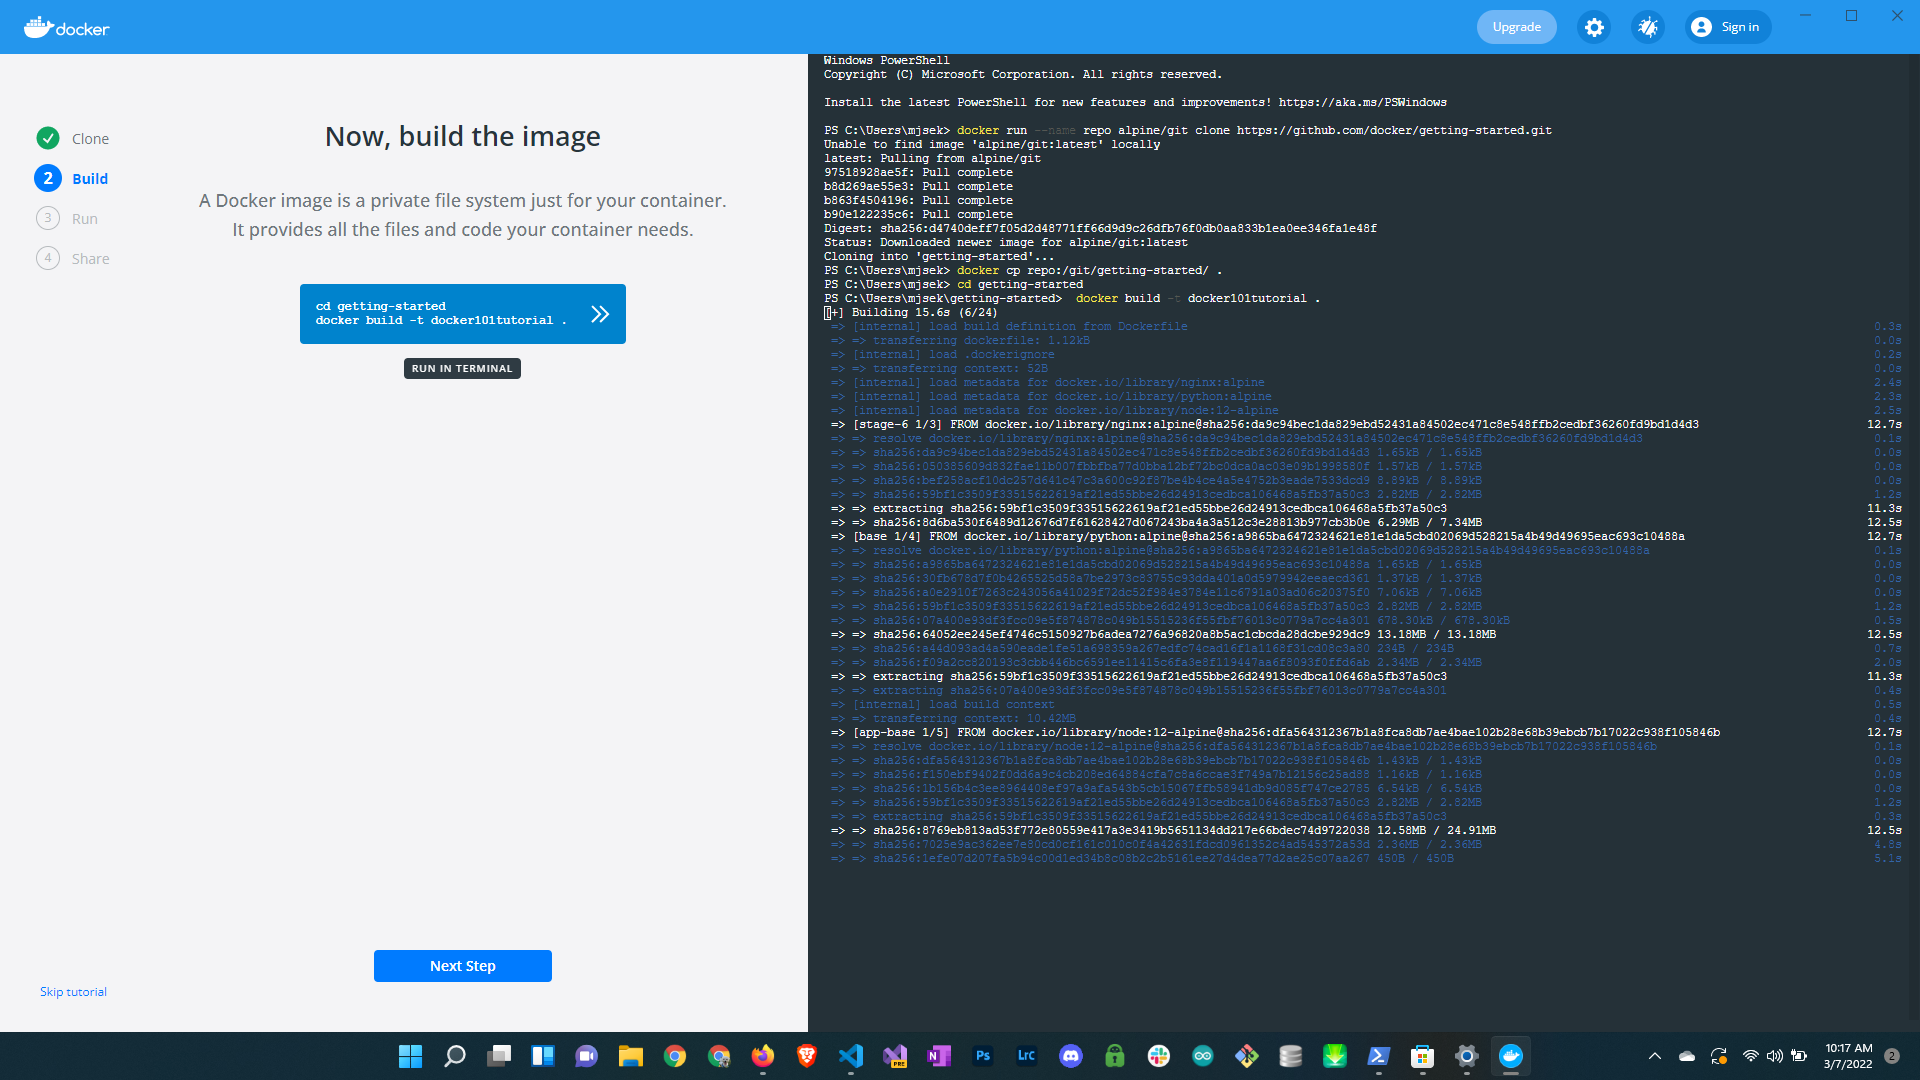 docker
Upgrade
Sign in
Clone
2 Build
3 Run
4 Share
Now, build the image
A Docker image is a private file system just for your container.
It provides all the files and code your container needs.
cd getting-started
docker build -t docker101tutorial .
RUN IN TERMINAL
Next Step
Skip tutorial
Windows PowerShell
Copyright (C) Microsoft Corporation. All rights reserved.
Install the latest PowerShell for new features and improvements! https://aka.ms/PSWindows
PS C:\Users\mjsek> docker run --name repo alpine/git clone https://github.com/docker/getting-started.git
Unable to find image 'alpine/git:latest' locally
latest: Pulling from alpine/git
97518928ae5f: Pull complete
b8d269ae55e3: Pull complete
b863f4504196: Pull complete
b90e122235c6: Pull complete
Digest: sha256:d4740deff7f05d2d48771ff66d9d9c26dfb76f0db0aa833b1ea0ee346fa1e48f
Status: Downloaded newer image for alpine/git:latest
Cloning into 'getting-started'...
PS C:\Users\mjsek> docker cp repo:/git/getting-started/ .
PS C:\Users\mjsek> cd getting-started
PS C:\Users\mjsek\getting-started>  docker build -t docker101tutorial .
[+] Building 15.6s (6/24)
=> [internal] load build definition from Dockerfile 0.3s
=> => transferring dockerfile: 1.12kB 0.0s
=> [internal] load .dockerignore 0.2s
=> => transferring context: 52B 0.0s
=> [internal] load metadata for docker.io/library/nginx:alpine 2.4s
=> [internal] load metadata for docker.io/library/python:alpine 2.3s
=> [internal] load metadata for docker.io/library/node:12-alpine 2.5s
=> [stage-6 1/3] FROM docker.io/library/nginx:alpine@sha256:da9c94bec1da829ebd52431a84502ec471c8e548ffb2cedbf36260fd9bd1d4d3 12.7s
=> => resolve docker.io/library/nginx:alpine@sha256:da9c94bec1da829ebd52431a84502ec471c8e548ffb2cedbf36260fd9bd1d4d3 0.1s
=> => sha256:da9c94bec1da829ebd52431a84502ec471c8e548ffb2cedbf36260fd9bd1d4d3 1.65kB / 1.65kB 0.0s
=> => sha256:050385609d832fae11b007fbbfba77d0bba12bf72bc0dca0ac03e09b1998580f 1.57kB / 1.57kB 0.0s
=> => sha256:bef258acf10dc257d641c47c3a600c92f87be4b4ce4a5e4752b3eade7533dcd9 8.89kB / 8.89kB 0.0s
=> => sha256:59bf1c3509f33515622619af21ed55bbe26d24913cedbca106468a5fb37a50c3 2.82MB / 2.82MB 1.2s
=> => extracting sha256:59bf1c3509f33515622619af21ed55bbe26d24913cedbca106468a5fb37a50c3 11.3s
=> => sha256:8d6ba530f6489d12676d7f61628427d067243ba4a3a512c3e28813b977cb3b0e 6.29MB / 7.34MB 12.5s
=> [base 1/4] FROM docker.io/library/python:alpine@sha256:a9865ba6472324621e81e1da5cbd02069d528215a4b49d49695eac693c10488a 12.7s
=> => resolve docker.io/library/python:alpine@sha256:a9865ba6472324621e81e1da5cbd02069d528215a4b49d49695eac693c10488a 0.1s
=> => sha256:a9865ba6472324621e81e1da5cbd02069d528215a4b49d49695eac693c10488a 1.65kB / 1.65kB 0.0s
=> => sha256:30fb678d7f0b4265525d58a7be2973c83755c93dda401a0d5979942eeaecd361 1.37kB / 1.37kB 0.0s
=> => sha256:a0e2910f7263c243056a41029f72dc52f984e3784e11c6791a03ad06c20375f0 7.06kB / 7.06kB 0.0s
=> => sha256:59bf1c3509f33515622619af21ed55bbe26d24913cedbca106468a5fb37a50c3 2.82MB / 2.82MB 1.2s
=> => sha256:07a400e93df3fcc09e5f874878c049b15515236f55fbf76013c0779a7cc4a301 678.30kB / 678.30kB 0.5s
=> => sha256:64052ee245ef4746c5150927b6adea7276a96820a8b5ac1cbcda28dcbe929dc9 13.18MB / 13.18MB 12.5s
=> => sha256:a44d093ad4a590eade1fe51a698359a267edfc74cad16f1a1168f31cd08c3a80 234B / 234B 0.7s
=> => sha256:f09a2cc820193c3cbb446bc6591ee11415c6fa3e8f119447aa6f8093f0ffd6ab 2.34MB / 2.34MB 2.0s
=> => extracting sha256:59bf1c3509f33515622619af21ed55bbe26d24913cedbca106468a5fb37a50c3 11.3s
=> => extracting sha256:07a400e93df3fcc09e5f874878c049b15515236f55fbf76013c0779a7cc4a301 0.4s
=> [internal] load build context 0.5s
=> => transferring context: 10.42MB 0.4s
=> [app-base 1/5] FROM docker.io/library/node:12-alpine@sha256:dfa564312367b1a8fca8db7ae4bae102b28e68b39ebcb7b17022c938f105846b 12.7s
=> => resolve docker.io/library/node:12-alpine@sha256:dfa564312367b1a8fca8db7ae4bae102b28e68b39ebcb7b17022c938f105846b 0.1s
=> => sha256:dfa564312367b1a8fca8db7ae4bae102b28e68b39ebcb7b17022c938f105846b 1.43kB / 1.43kB 0.0s
=> => sha256:f150ebf9402f0dd6a9c4cb208ed64884cfa7c8a6ccae3f749a7b12156c25ad88 1.16kB / 1.16kB 0.0s
=> => sha256:1b156b4c3ee8964408ef97a9afa543b5cb15067ffb58941db9d085f747ce2785 6.54kB / 6.54kB 0.0s
=> => sha256:59bf1c3509f33515622619af21ed55bbe26d24913cedbca106468a5fb37a50c3 2.82MB / 2.82MB 1.2s
=> => extracting sha256:59bf1c3509f33515622619af21ed55bbe26d24913cedbca106468a5fb37a50c3 0.3s
=> => sha256:8769eb813ad53f772e80559e417a3e3419b5651134dd217e66bdec74d9722038 12.58MB / 24.91MB 12.5s
=> => sha256:7025e9ac362ee7e80cd0cf161c010c0f4a42631fdcd0961352c4ad545372a53d 2.36MB / 2.36MB 4.8s
=> => sha256:1efe07d207fa5b94c00d1ed34b8c08b2c2b5161ee27d4dea77d2ae25c07aa267 450B / 450B 5.1s
PRE
N
Ps
LrC
10:17 AM
3/7/2022
2